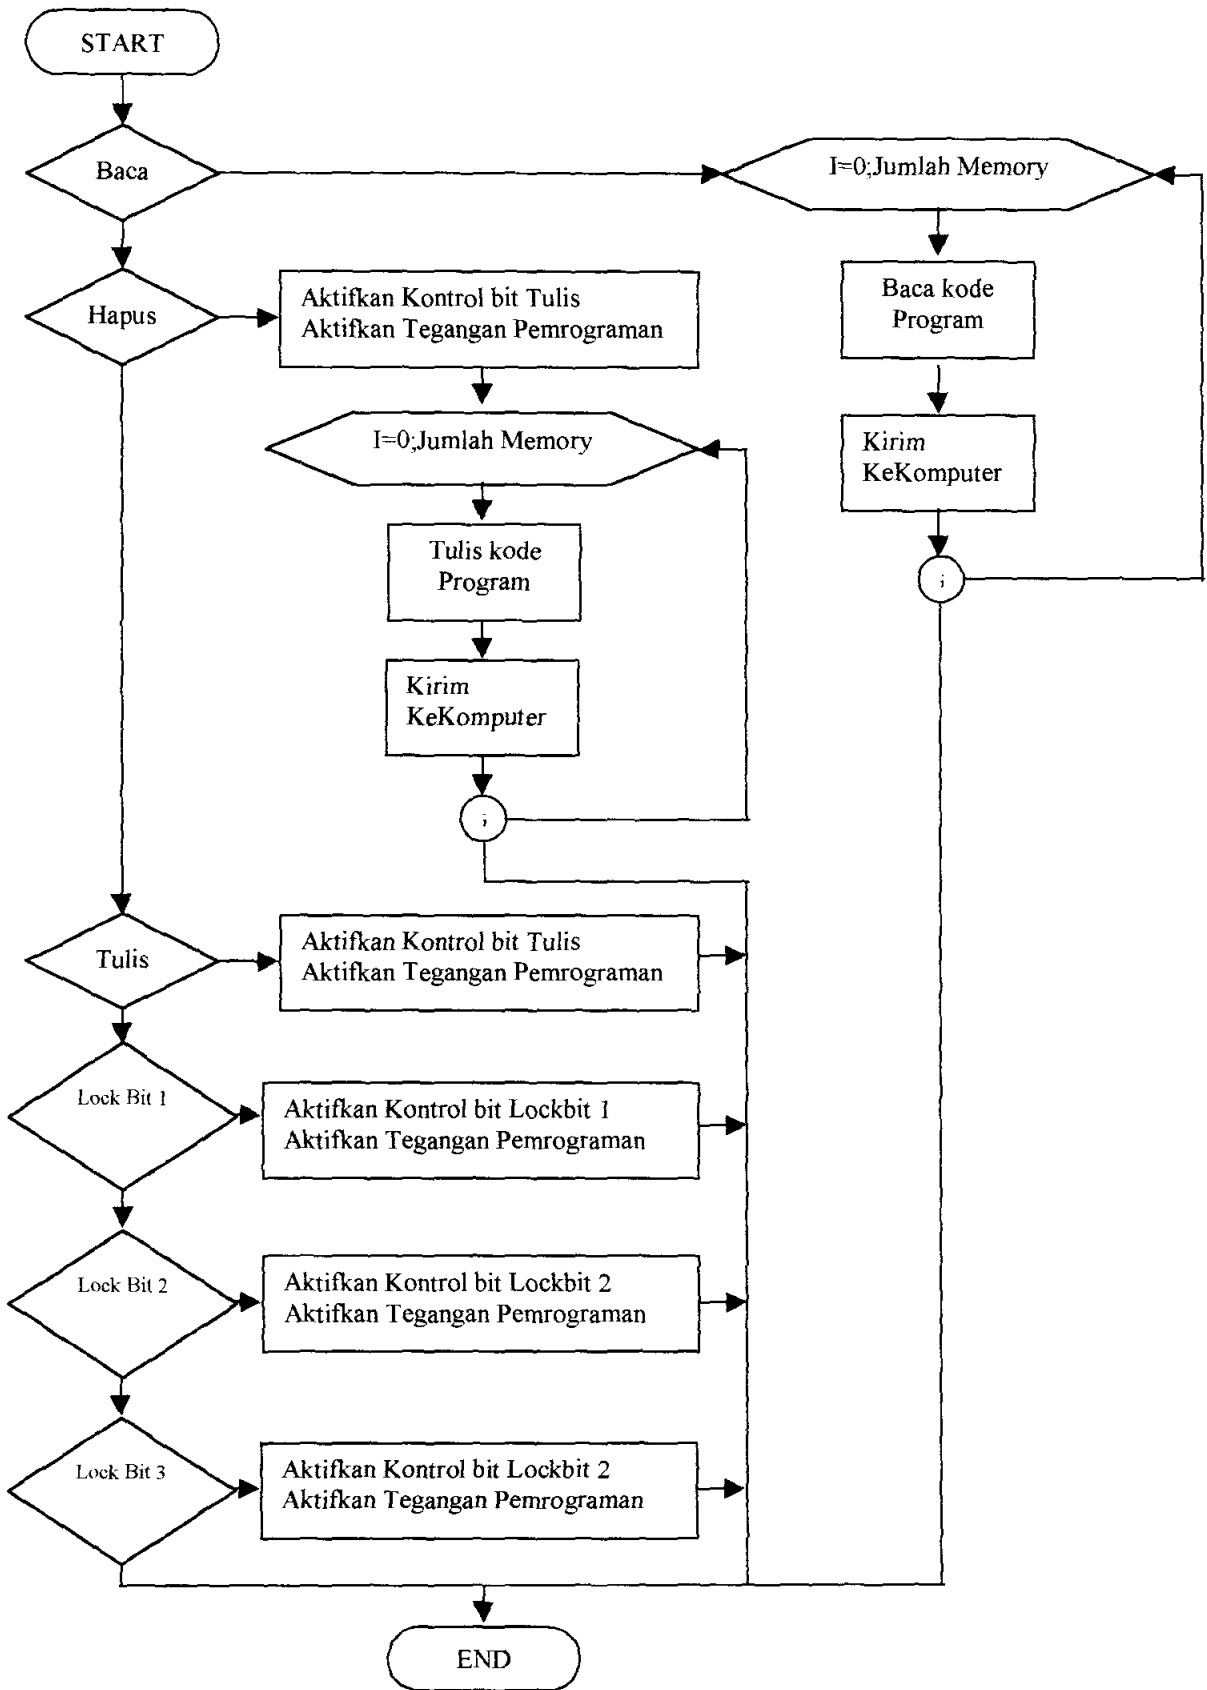 START
Baca
I=0;Jumlah Memory
Baca kode
Program
Kirim
KeKomputer
i
Hapus
Aktifkan Kontrol bit Tulis
Aktifkan Tegangan Pemrograman
I=0;Jumlah Memory
Tulis kode
Program
Kirim
KeKomputer
i
Tulis
Aktifkan Kontrol bit Tulis
Aktifkan Tegangan Pemrograman
Lock Bit 1
Aktifkan Kontrol bit Lockbit 1
Aktifkan Tegangan Pemrograman
Lock Bit 2
Aktifkan Kontrol bit Lockbit 2
Aktifkan Tegangan Pemrograman
Lock Bit 3
Aktifkan Kontrol bit Lockbit 2
Aktifkan Tegangan Pemrograman
END